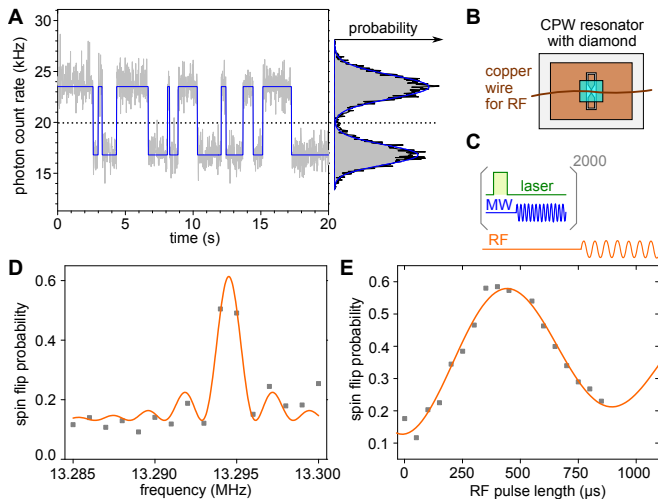 A
photon count rate (kHz)
30
25
20
15
0
5
10
15
20
time (s)
probability
B
CPW resonator
with diamond
copper
wire
for RF
C
2000
laser
MW
RF
D
spin flip probability
0.6
0.4
0.2
0.0
13.285
13.290
13.295
13.300
frequency (MHz)
E
spin flip probability
0.6
0.5
0.4
0.3
0.2
0.1
0
250
500
750
1000
RF pulse length (µs)